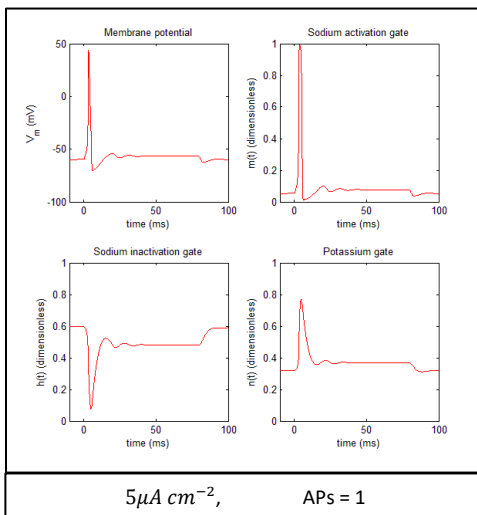 Membrane potential
50
0
-50
-100
V_m (mV)
0 50 100
time (ms)
Sodium activation gate
1
0.8
0.6
0.4
0.2
0
m(t) (dimensionless)
0 50 100
time (ms)
Sodium inactivation gate
1
0.8
0.6
0.4
0.2
0
h(t) (dimensionless)
0 50 100
time (ms)
Potassium gate
1
0.8
0.6
0.4
0.2
0
n(t) (dimensionless)
0 50 100
time (ms)
5μA cm⁻², APs = 1